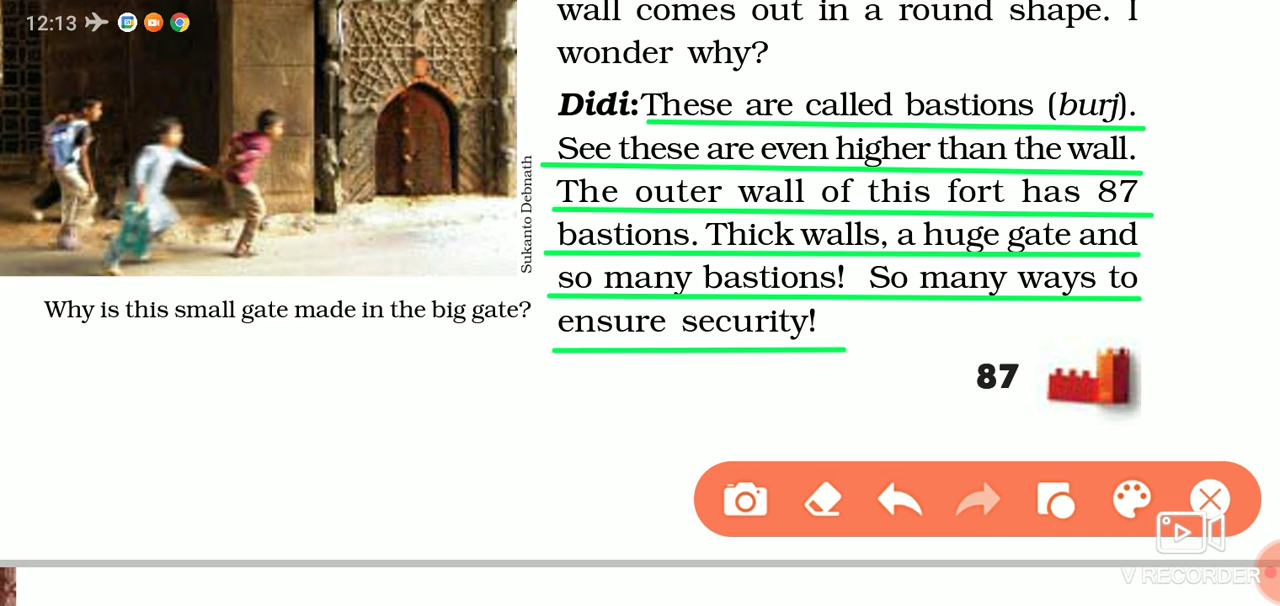 12:13
wall comes out in a round shape. I
wonder why?
Didi:These are called bastions (burj).
See these are even higher than the wall.
The outer wall of this fort has 87
bastions. Thick walls, a huge gate and
so many bastions! So many ways to
ensure security!
Sukanto Debnath
Why is this small gate made in the big gate?
87
V RECORDER